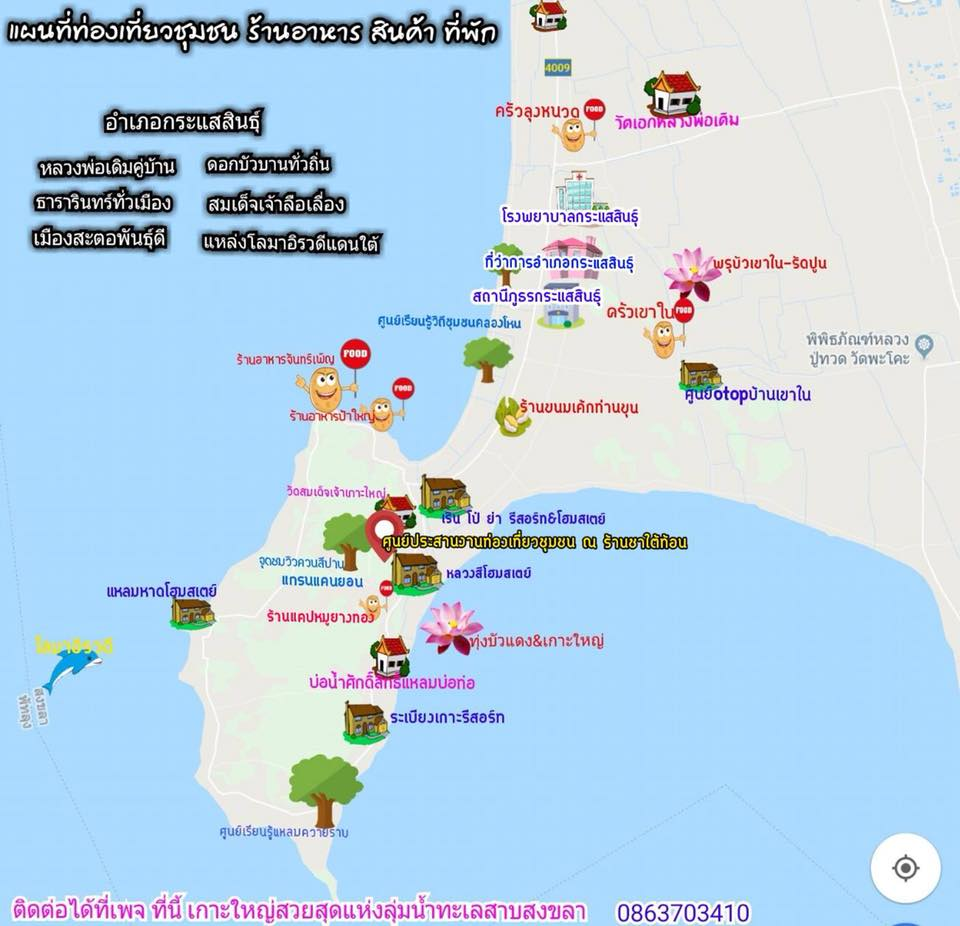 แผนที่ท่องเที่ยวชุมชน ร้านอาหาร สินค้า ที่พัก
4009
อำเภอกระแสสินธุ์
ครัวลุงหนวด FOOD
วัดเอกหลวงพ่อเดิม
หลวงพ่อเดิมคู่บ้าน ดอกบัวบานทั่วถิ่น
ธารารินทร์ทั่วเมือง สมเด็จเจ้าลือเลื่อง
เมืองสะตอพันธุ์ดี แหล่งโลมาอิรวดีแดนใต้
โรงพยาบาลกระแสสินธุ์
ที่ว่าการอำเภอกระแสสินธุ์
พรุบัวเขาใน-รัดปูน
สถานีภูธรกระแสสินธุ์
ครัวเขาใน FOOD
ศูนย์เรียนรู้วิถีชุมชนคลองโหน
พิพิธภัณฑ์หลวง
ปู่ทวด วัดพะโคะ
ร้านอาหารจันทร์เพ็ญ FOOD
FOOD
ศูนย์otopบ้านเขาใน
ร้านขนมเค้กท่านขุน
ร้านอาหารป้าใหญ่
วัดสมเด็จเจ้าเกาะใหญ่
เริน โป๋ ย่า รีสอร์ท&โฮมสเตย์
ศูนย์ประสานงานท่องเที่ยวชุมชน ณ ร้านชาใต้ท้อน
จุดชมวิวควนสีปาน
แกรนแคนยอน
หลวงสีโฮมสเตย์
แหลมหาดโฮมสเตย์
FOOD
ร้านแคปหมูยางทอง
ทุ่งบัวแดง&เกาะใหญ่
โลมาอิรวดี
บ่อน้ำศักดิ์สิทธิ์แหลมบ่อท่อ
สงขลา
พัทลุง
ระเบียงเกาะรีสอร์ท
ศูนย์เรียนรู้แหลมควายราบ
ติดต่อได้ที่เพจ ที่นี้ เกาะใหญ่สวยสุดแห่งลุ่มน้ำทะเลสาบสงขลา 0863703410